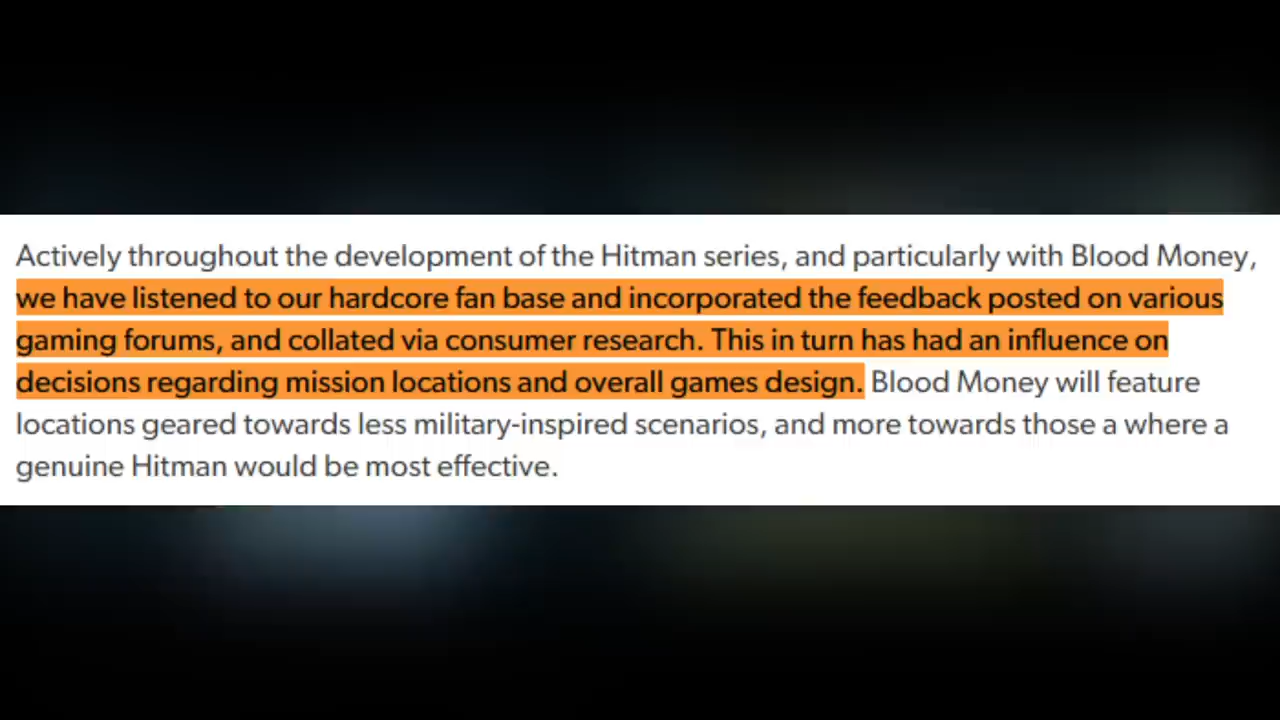 Actively throughout the development of the Hitman series, and particularly with Blood Money,
we have listened to our hardcore fan base and incorporated the feedback posted on various
gaming forums, and collated via consumer research. This in turn has had an influence on
decisions regarding mission locations and overall games design. Blood Money will feature
locations geared towards less military-inspired scenarios, and more towards those a where a
genuine Hitman would be most effective.